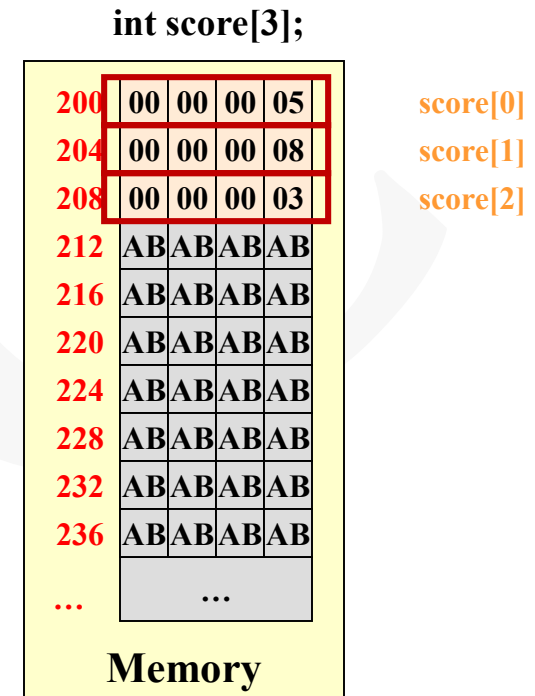 int score[3];
200 00 00 00 05 score[0]
204 00 00 00 08 score[1]
208 00 00 00 03 score[2]
212 AB AB AB AB
216 AB AB AB AB
220 AB AB AB AB
224 AB AB AB AB
228 AB AB AB AB
232 AB AB AB AB
236 AB AB AB AB
… …
Memory